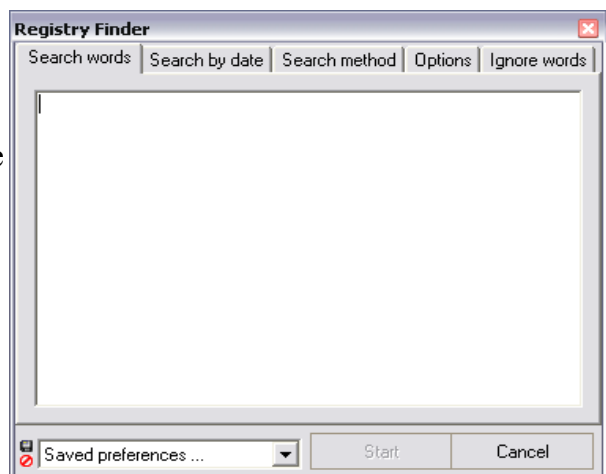 Registry Finder
Search words Search by date Search method Options Ignore words
e
Saved preferences ... Start Cancel